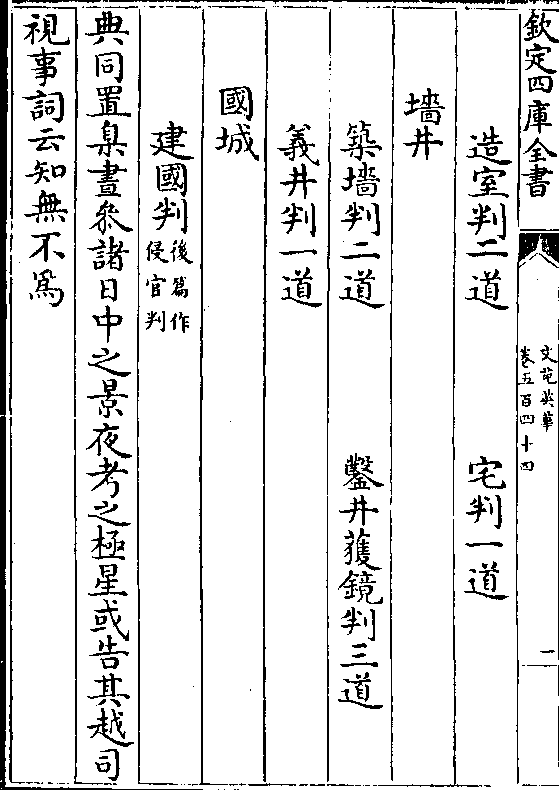 欽定四庫全書
文苑英華
卷五百四十四
一
造室判二道 宅判一道
墻井
築墻判二道 鑿井獲鏡判三道
義井判一道
國城
建國判後篇作侵官判
典同置臬晝叅諸日中之景夜考之極星或告其越司
視事詞云知無不爲